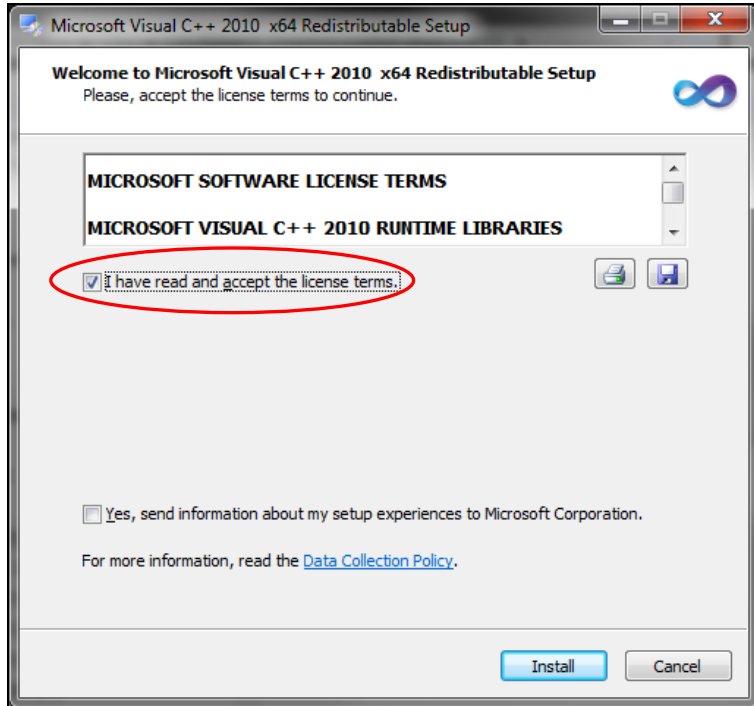 Microsoft Visual C++ 2010  x64 Redistributable Setup
Welcome to Microsoft Visual C++ 2010  x64 Redistributable Setup
Please, accept the license terms to continue.
MICROSOFT SOFTWARE LICENSE TERMS
MICROSOFT VISUAL C++ 2010 RUNTIME LIBRARIES
I have read and accept the license terms.
Yes, send information about my setup experiences to Microsoft Corporation.
For more information, read the Data Collection Policy.
Install Cancel